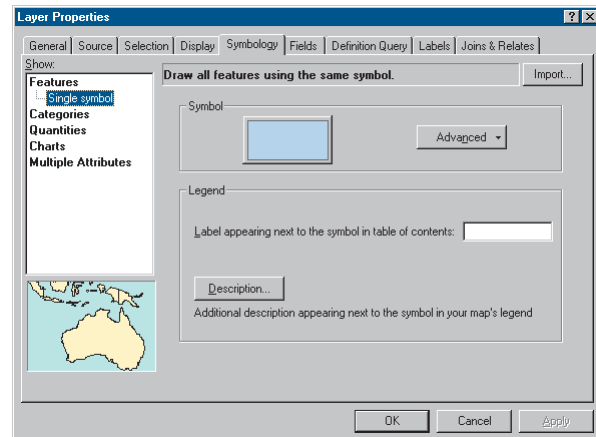 Layer Properties
? X
General Source Selection Display Symbology Fields Definition Query Labels Joins & Relates
Show:
Features
Single symbol
Categories
Quantities
Charts
Multiple Attributes
Draw all features using the same symbol.
Import...
Symbol
Advanced
Legend
Label appearing next to the symbol in table of contents:
Description...
Additional description appearing next to the symbol in your map's legend
OK Cancel Apply